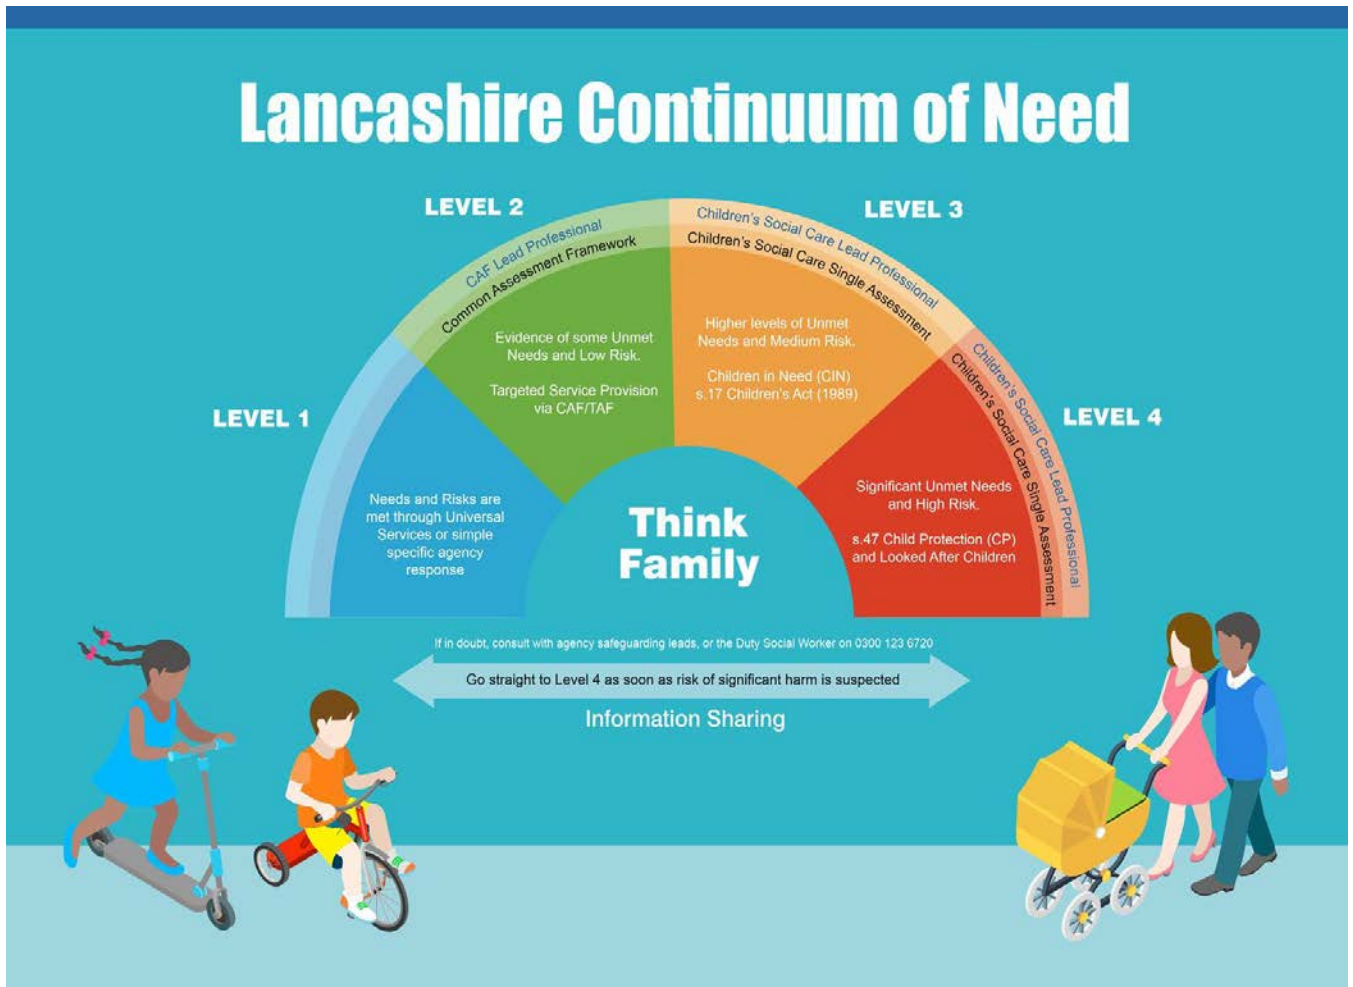 Lancashire Continuum of Need
LEVEL 1
Needs and Risks are
met through Universal
Services or simple
specific agency
response
LEVEL 2
CAF Lead Professional
Common Assessment Framework
Evidence of some Unmet
Needs and Low Risk.
Targeted Service Provision
via CAF/TAF
LEVEL 3
Children's Social Care Lead Professional
Children's Social Care Single Assessment
Higher levels of Unmet
Needs and Medium Risk.
Children in Need (CIN)
s.17 Children's Act (1989)
LEVEL 4
Children's Social Care Lead Professional
Children's Social Care Single Assessment
Significant Unmet Needs
and High Risk.
s.47 Child Protection (CP)
and Looked After Children
Think
Family
If in doubt, consult with agency safeguarding leads, or the Duty Social Worker on 0300 123 6720
Go straight to Level 4 as soon as risk of significant harm is suspected
Information Sharing